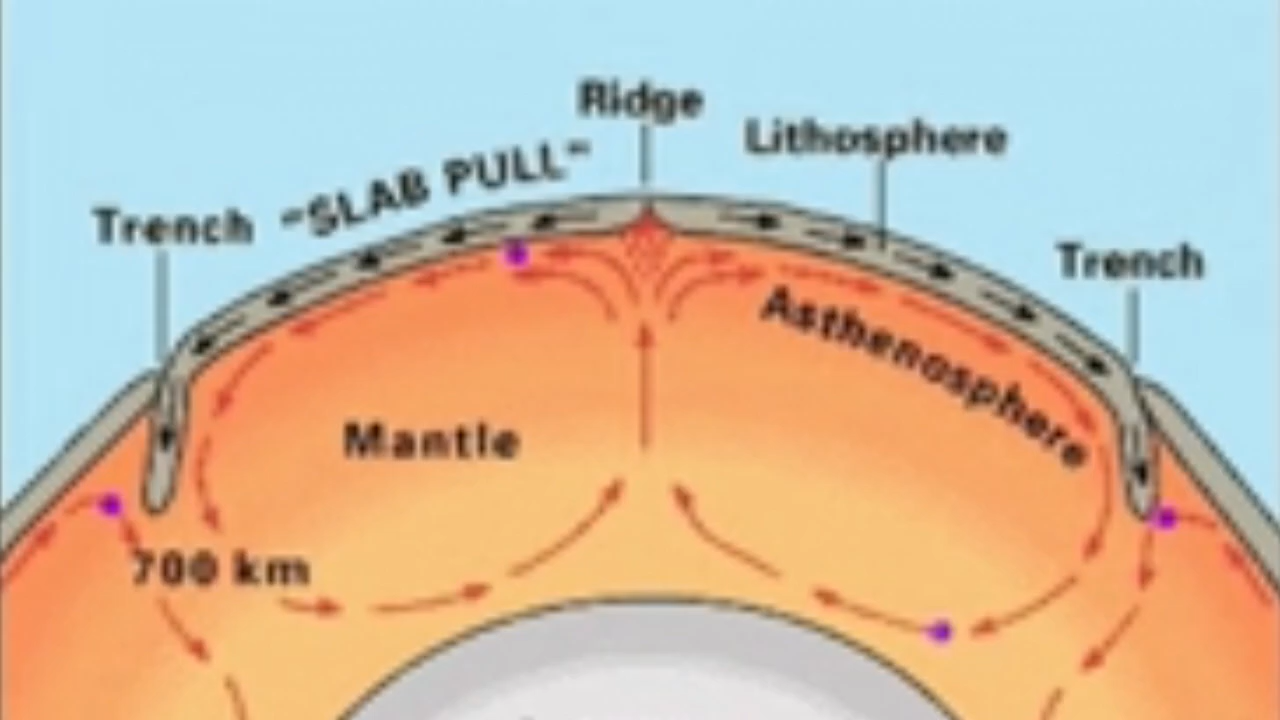 Ridge
Lithosphere
"SLAB PULL"
Trench
Trench
Asthenosphere
Mantle
700 km